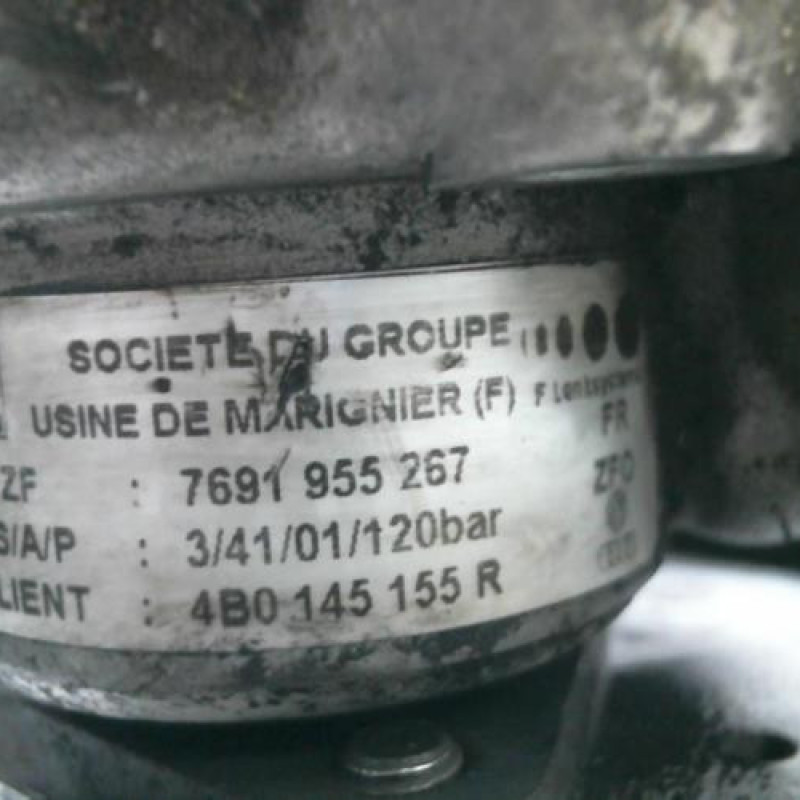 SOCIETE DU GROUPE
USINE DE MARIGNIER (F)
FR
ZF : 7691 955 267
S/A/P : 3/41/01/120bar
LIENT : 4B0 145 155 R